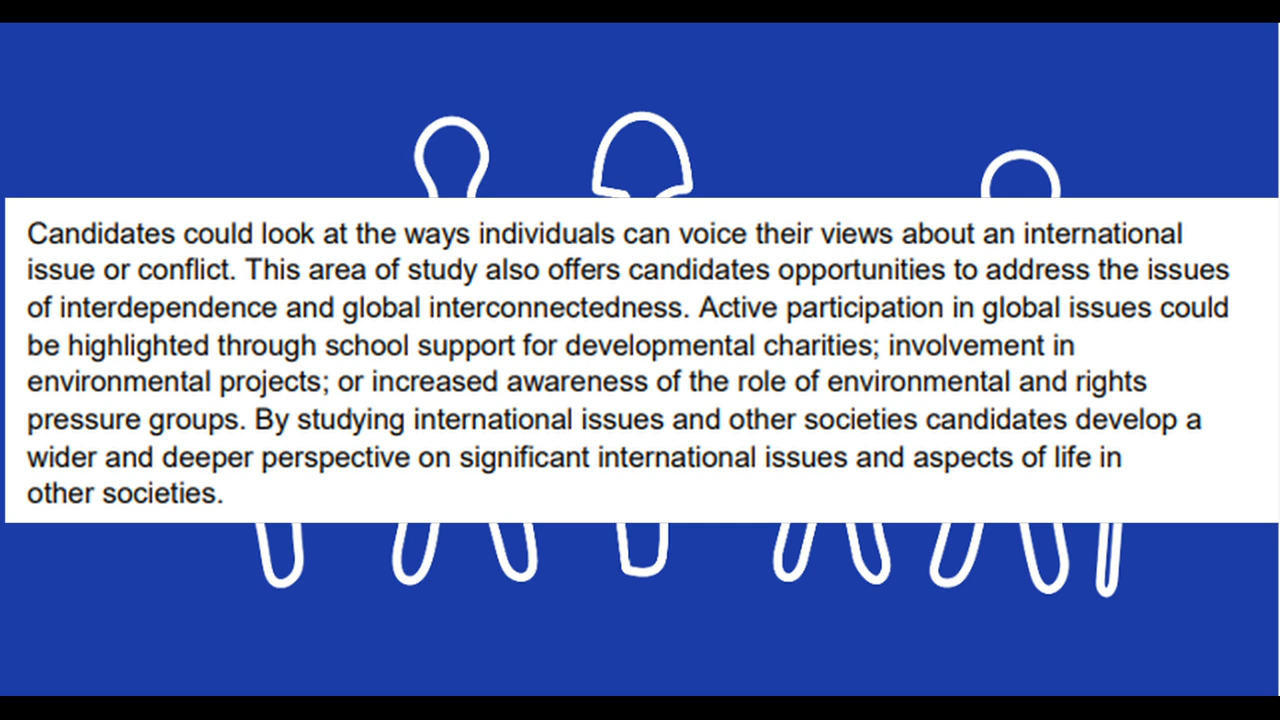 Candidates could look at the ways individuals can voice their views about an international
issue or conflict. This area of study also offers candidates opportunities to address the issues
of interdependence and global interconnectedness. Active participation in global issues could
be highlighted through school support for developmental charities; involvement in
environmental projects; or increased awareness of the role of environmental and rights
pressure groups. By studying international issues and other societies candidates develop a
wider and deeper perspective on significant international issues and aspects of life in
other societies.